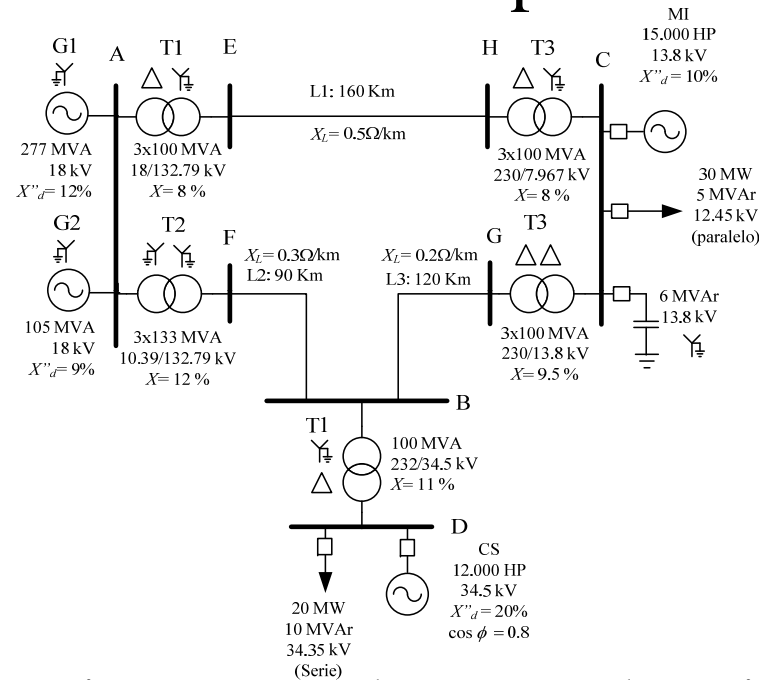 G1
A
T1
E
277 MVA
18 kV
X”d= 12%
3x100 MVA
18/132.79 kV
X= 8 %
L1: 160 Km
XL= 0.5Ω/km
H
T3
C
3x100 MVA
230/7.967 kV
X= 8 %
MI
15.000 HP
13.8 kV
X”d= 10%
30 MW
5 MVAr
12.45 kV
(paralelo)
G2
T2
F
105 MVA
18 kV
X”d= 9%
3x133 MVA
10.39/132.79 kV
X= 12 %
XL= 0.3Ω/km
L2: 90 Km
XL= 0.2Ω/km
L3: 120 Km
G
T3
3x100 MVA
230/13.8 kV
X= 9.5 %
6 MVAr
13.8 kV
B
T1
100 MVA
232/34.5 kV
X= 11 %
D
20 MW
10 MVAr
34.35 kV
(Serie)
CS
12.000 HP
34.5 kV
X”d= 20%
cos ϕ = 0.8